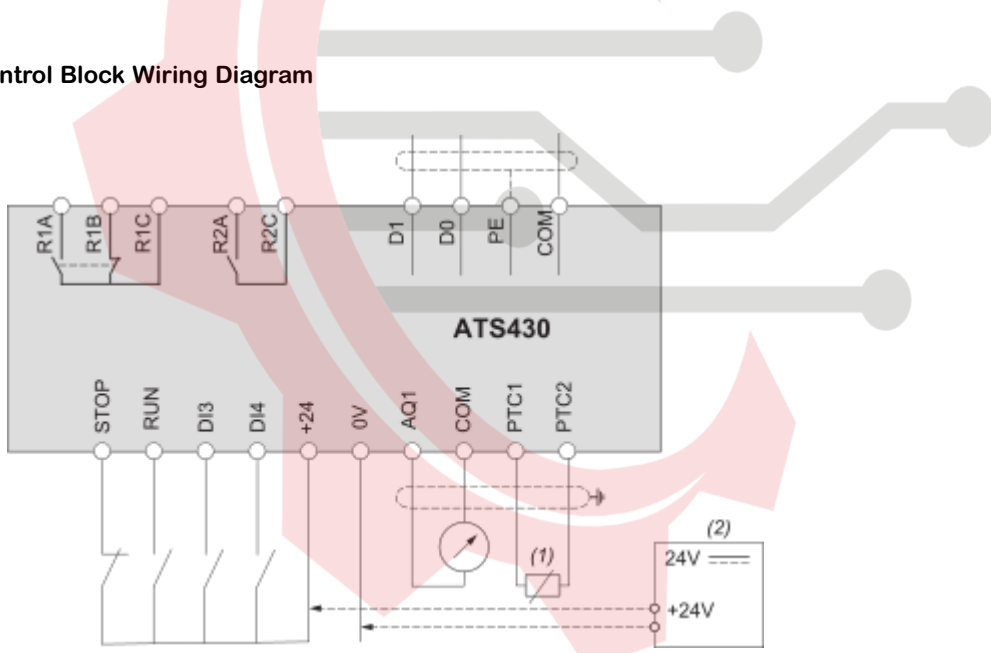 ntrol Block Wiring Diagram
R1A R1B R1C R2A R2C D1 D0 PE COM
ATS430
STOP RUN DI3 DI4 +24 0V AQ1 COM PTC1 PTC2
(1)
(2)
24V
+24V